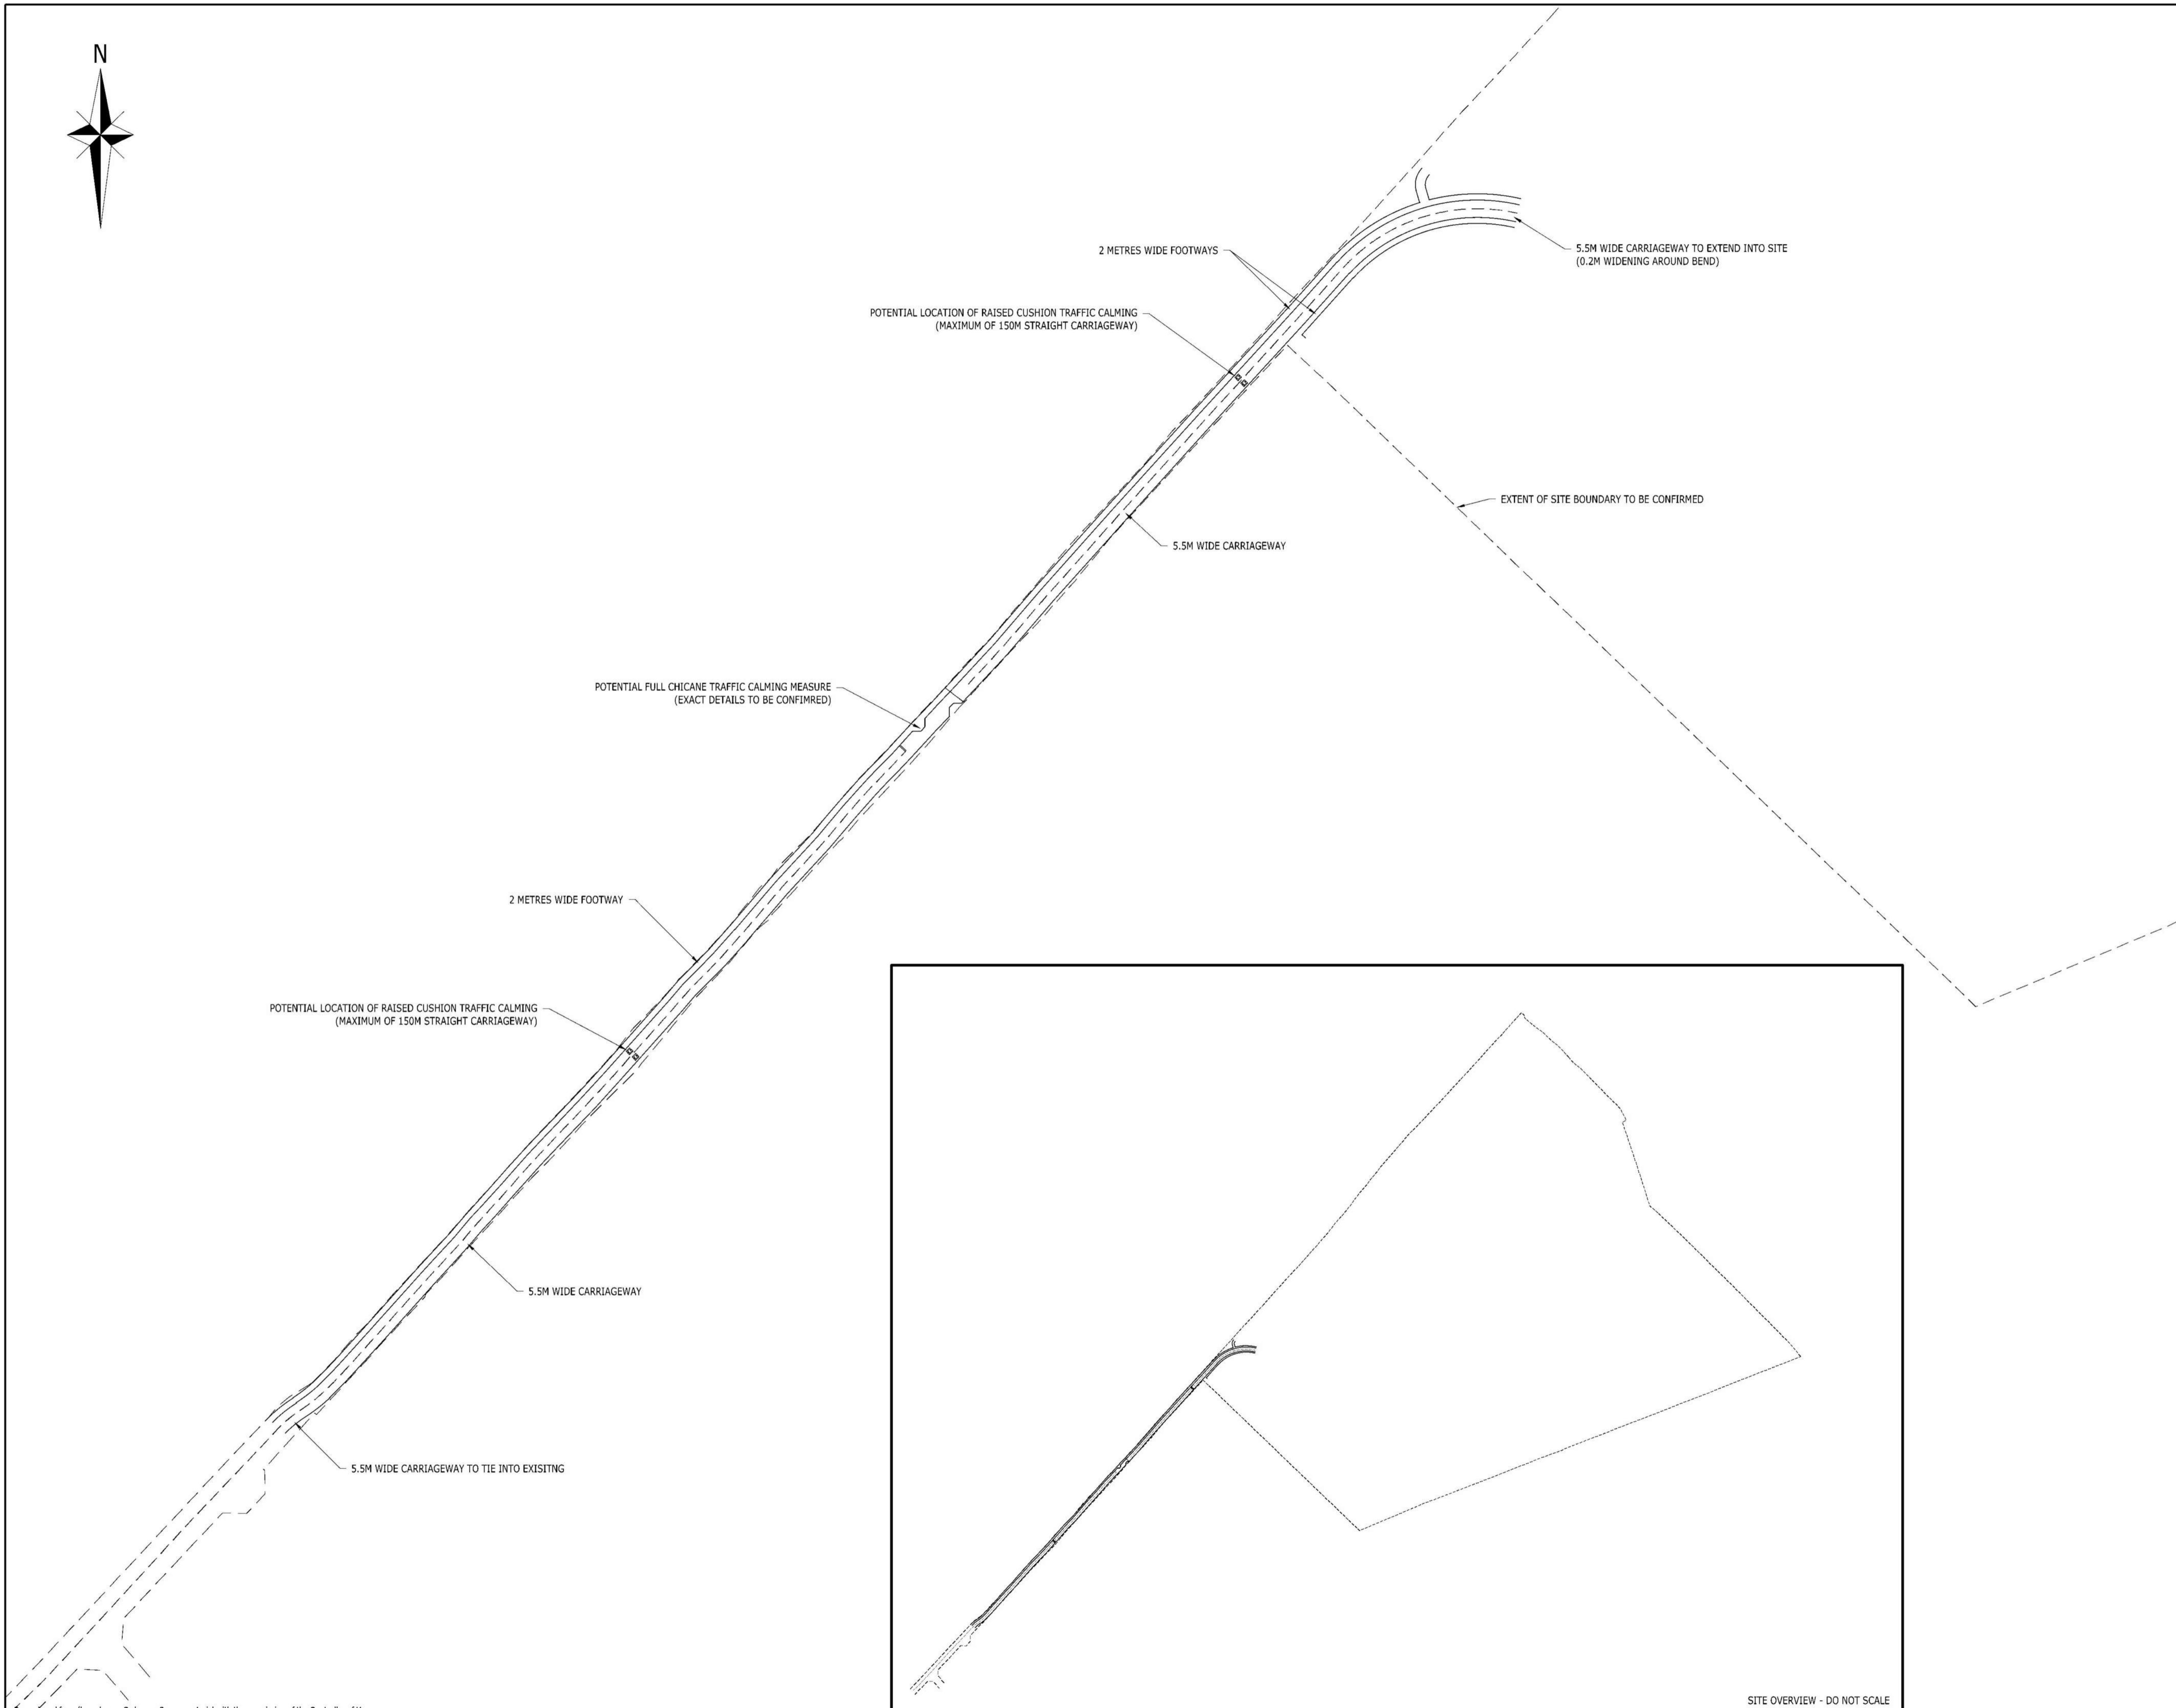 N
2 METRES WIDE FOOTWAYS
5.5M WIDE CARRIAGEWAY TO EXTEND INTO SITE
(0.2M WIDENING AROUND BEND)
POTENTIAL LOCATION OF RAISED CUSHION TRAFFIC CALMING
(MAXIMUM OF 150M STRAIGHT CARRIAGEWAY)
EXTENT OF SITE BOUNDARY TO BE CONFIRMED
5.5M WIDE CARRIAGEWAY
POTENTIAL FULL CHICANE TRAFFIC CALMING MEASURE
(EXACT DETAILS TO BE CONFIMRED)
2 METRES WIDE FOOTWAY
POTENTIAL LOCATION OF RAISED CUSHION TRAFFIC CALMING
(MAXIMUM OF 150M STRAIGHT CARRIAGEWAY)
5.5M WIDE CARRIAGEWAY
5.5M WIDE CARRIAGEWAY TO TIE INTO EXISITNG
SITE OVERVIEW - DO NOT SCALE